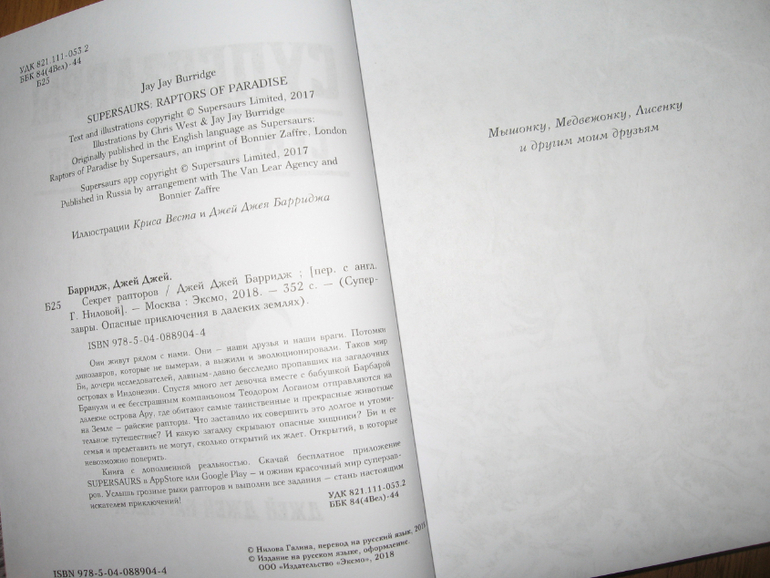 УДК 821.111-053.2
ББК 84(4Вел)-44
Б25
Jay Jay Burridge
SUPERSAURS: RAPTORS OF PARADISE
Text and illustrations copyright © Supersaurs Limited, 2017
Illustrations by Chris West & Jay Jay Burridge
Originally published in the English language as Supersaurs:
Raptors of Paradise by Supersaurs, an imprint of Bonnier Zaffre, London
Supersaurs app copyright © Supersaurs Limited, 2017
Published in Russia by arrangement with The Van Lear Agency and
Bonnier Zaffre
Иллюстрации Криса Веста и Джей Джея Барриджа
Барридж, Джей Джей.
Б25 Секрет рапторов / Джей Джей Барридж : [пер. с англ.
Г. Ниловой]. — Москва : Эксмо, 2018. — 352 с. — (Супер-
завры. Опасные приключения в далеких землях).
ISBN 978-5-04-088904-4
Они живут рядом с нами. Они — наши друзья и наши враги. Потомки
динозавров, которые не вымерли, а выжили и эволюционировали. Таков мир
Би, дочери исследователей, давным-давно бесследно пропавших на загадочных
островах в Индонезии. Спустя много лет девочка вместе с бабушкой Барбарой
Бранули и ее бесстрашным компаньоном Теодором Логаном отправляются на
далекие острова Ару, где обитают самые таинственные и прекрасные животные
на Земле — райские рапторы. Что заставило их совершить это долгое и утоми-
тельное путешествие? И какую загадку скрывают опасные хищники? Би и ее
семья и представить не могут, сколько открытий их ждет. Открытий, в которые
невозможно поверить.
Книга с дополненной реальностью. Скачай бесплатное приложение
SUPERSAURS в AppStore или Google Play — и оживи красочный мир суперзав-
ров. Услышь грозные рыки рапторов и выполни все задания — стань настоящим
искателем приключений!
УДК 821.111-053.2
ББК 84(4Вел)-44
© Нилова Галина, перевод на русский язык,
© Издание на русском языке, оформление.
ООО «Издательство «Эксмо», 2018
ISBN 978-5-04-088904-4
Мышонку, Медвежонку, Лисенку
и другим моим друзьям